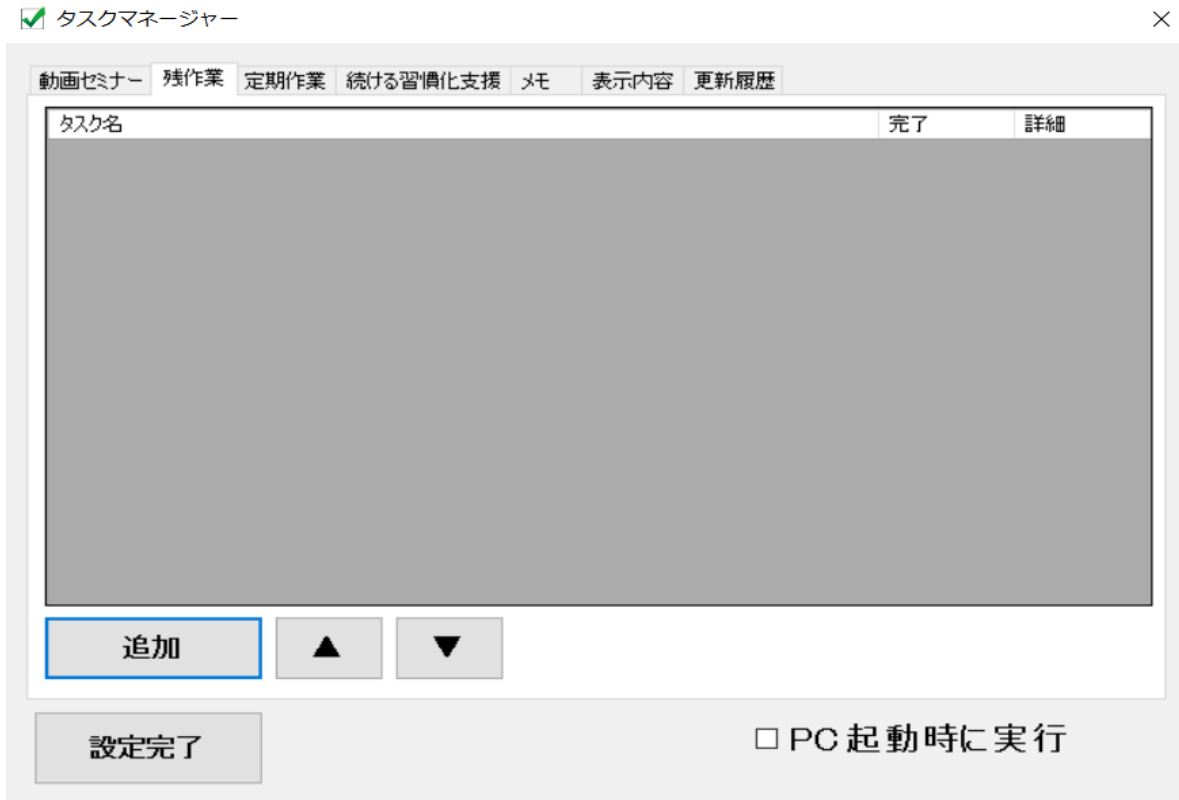 タスクマネージャー
動画セミナー 残作業 定期作業 続ける習慣化支援 メモ 表示内容 更新履歴
タスク名 完了 詳細
追加 ▲ ▼
設定完了 PC起動時に実行